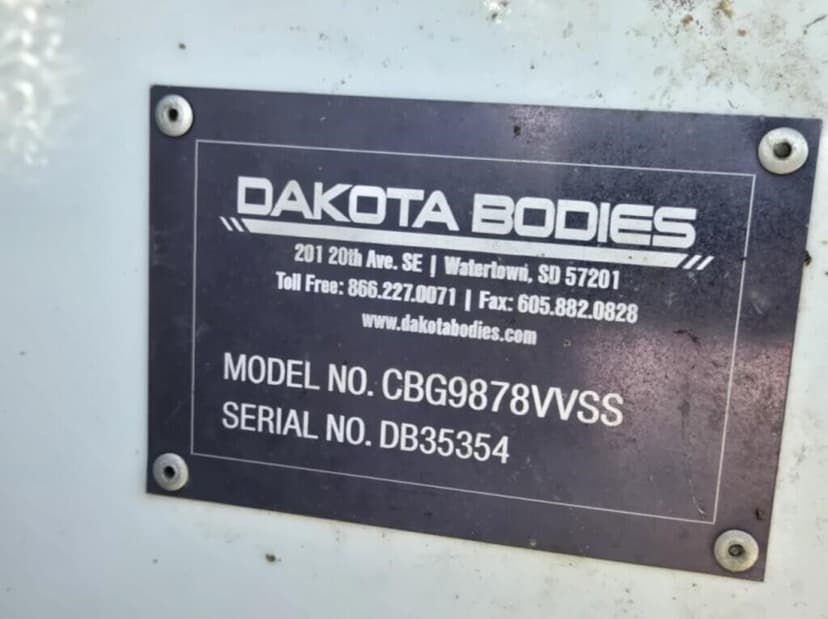 DAKOTA BODIES
201 20th Ave. SE | Watertown, SD 57201
Toll Free: 866.227.0071 | Fax: 605.882.0828
www.dakotabodies.com
MODEL NO. CBG9878VVSS
SERIAL NO. DB35354